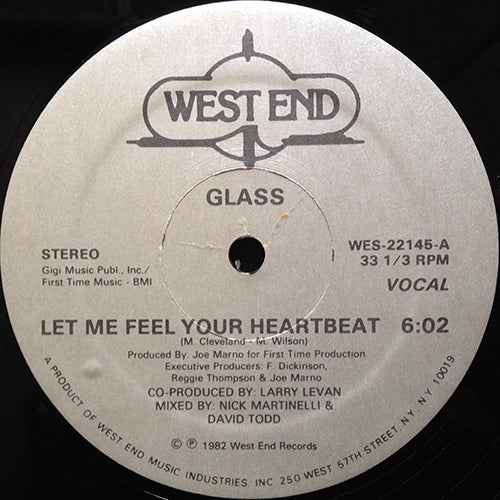 WEST END
GLASS
STEREO
Gigi Music Publ., Inc./
First Time Music - BMI
WES-22145-A
33 1/3 RPM
VOCAL
LET ME FEEL YOUR HEARTBEAT 6:02
(M. Cleveland - M. Wilson)
Produced By: Joe Marno for First Time Production
Executive Producers: F. Dickinson,
Reggie Thompson & Joe Marno
CO-PRODUCED BY: LARRY LEVAN
MIXED BY: NICK MARTINELLI &
DAVID TODD
© ℗ 1982 West End Records
A PRODUCT OF WEST END MUSIC INDUSTRIES, INC 250 WEST 57TH STREET, NY, N.Y. 10019